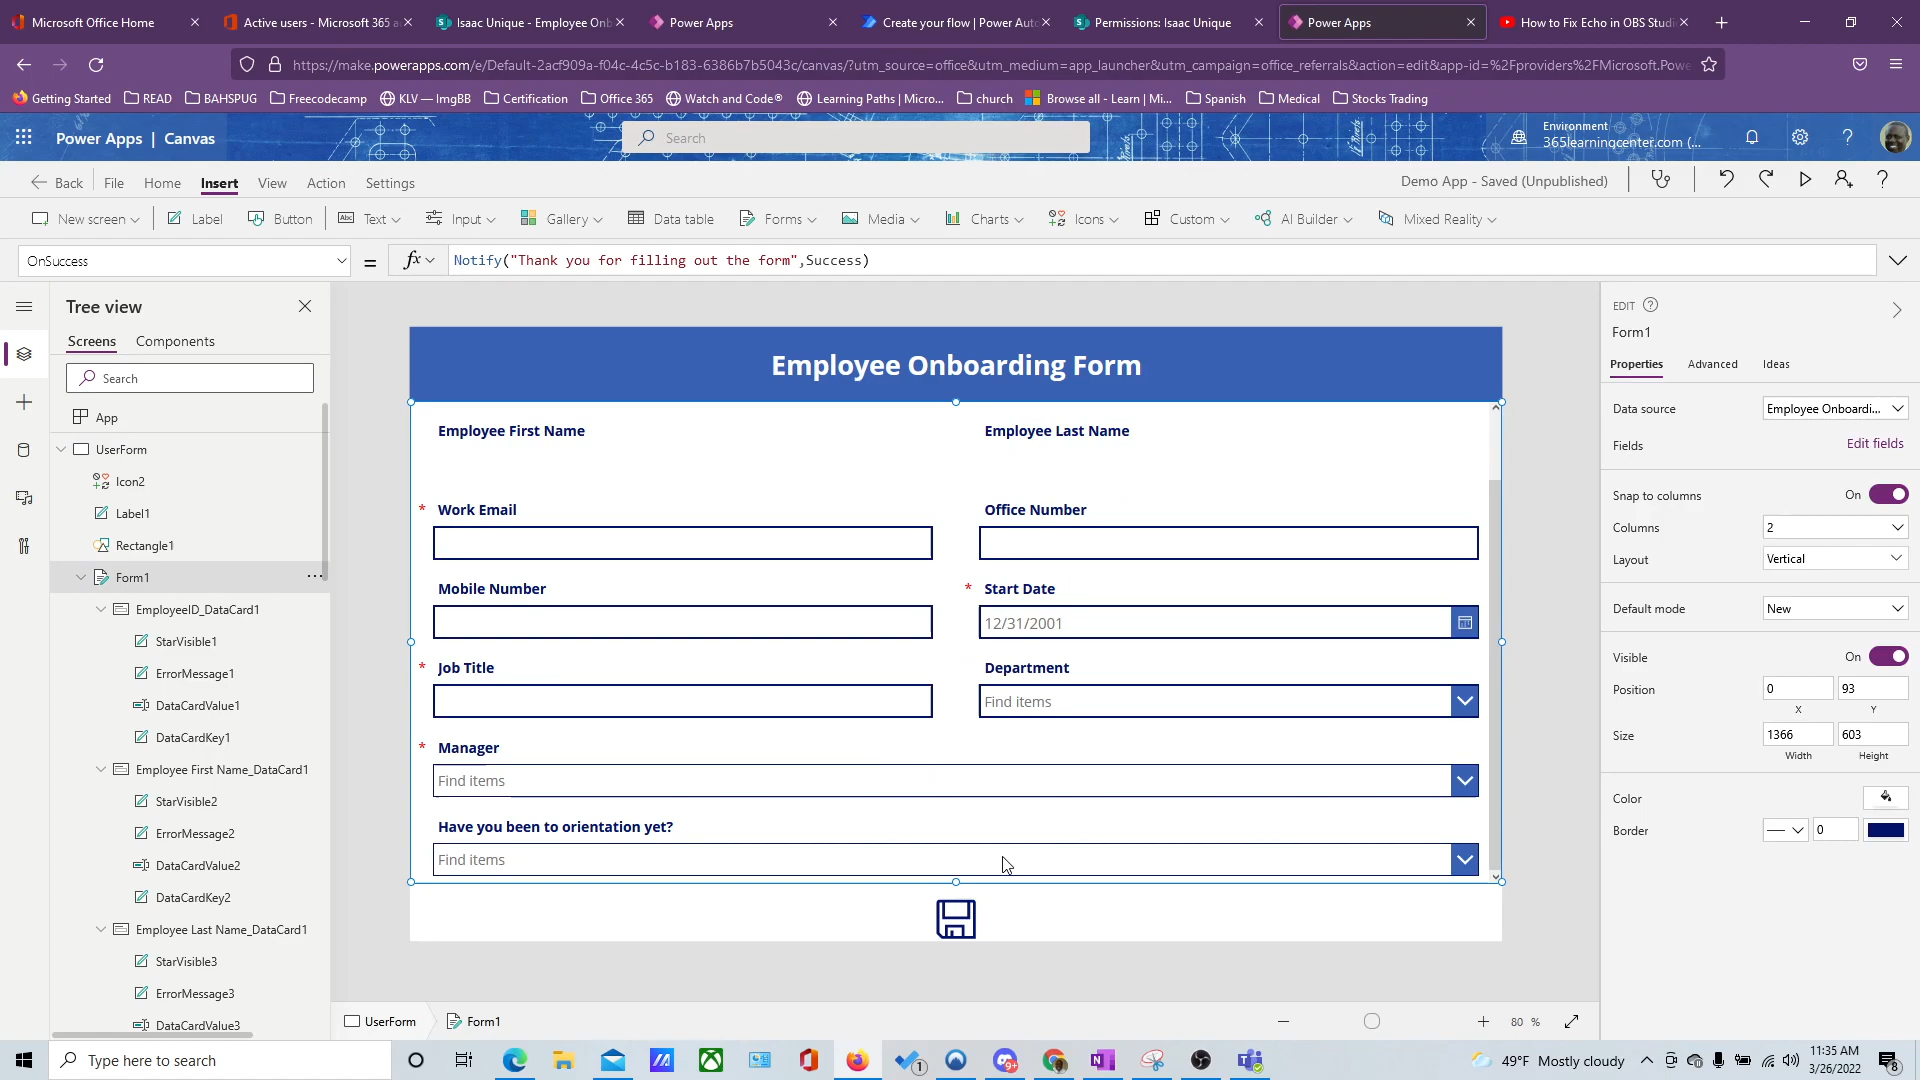 Microsoft Office Home
Active users - Microsoft 365 a
Isaac Unique - Employee Onb
Power Apps
Create your flow | Power Auto
Permissions: Isaac Unique
Power Apps
How to Fix Echo in OBS Studi
https://make.powerapps.com/e/Default-2acf909a-f04c-4c5c-b183-6386b7b5043c/canvas/?utm_source=office&utm_medium=app_launcher&utm_campaign=office_referrals&action=edit&app-id=%2Fproviders%2FMicrosoft.Powe
Getting Started
READ
BAHSPUG
Freecodecamp
KLV — ImgBB
Certification
Office 365
Watch and Code®
Learning Paths | Micro...
church
Browse all - Learn | Mi...
Spanish
Medical
Stocks Trading
Power Apps | Canvas
Search
Environment
365learningcenter.com (...
Back
File
Home
Insert
View
Action
Settings
Demo App - Saved (Unpublished)
New screen
Label
Button
Text
Input
Gallery
Data table
Forms
Media
Charts
Icons
Custom
AI Builder
Mixed Reality
OnSuccess
=
fx
Notify("Thank you for filling out the form",Success)
Tree view
Screens
Components
Search
App
UserForm
Icon2
Label1
Rectangle1
Form1
EmployeeID_DataCard1
StarVisible1
ErrorMessage1
DataCardValue1
DataCardKey1
Employee First Name_DataCard1
StarVisible2
ErrorMessage2
DataCardValue2
DataCardKey2
Employee Last Name_DataCard1
StarVisible3
ErrorMessage3
DataCardValue3
Employee Onboarding Form
Employee First Name
Employee Last Name
* Work Email
Office Number
Mobile Number
* Start Date
12/31/2001
* Job Title
Department
Find items
* Manager
Find items
Have you been to orientation yet?
Find items
UserForm
Form1
80 %
EDIT
Form1
Properties
Advanced
Ideas
Data source
Employee Onboardi...
Fields
Edit fields
Snap to columns
On
Columns
2
Layout
Vertical
Default mode
New
Visible
On
Position
0
93
X
Y
Size
1366
603
Width
Height
Color
Border
0
Type here to search
1
9+
49°F Mostly cloudy
11:35 AM
3/26/2022
8